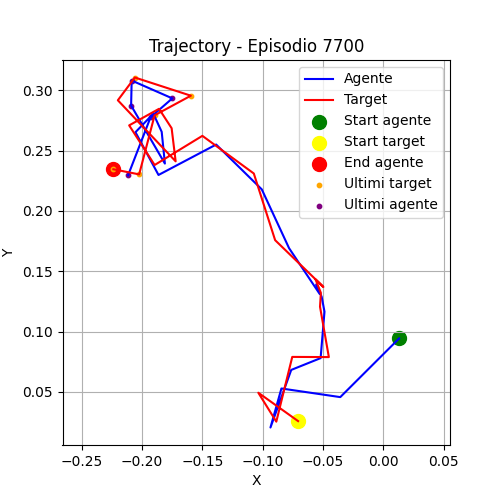 Trajectory - Episodio 7700
Agente
Target
Start agente
Start target
End agente
Ultimi target
Ultimi agente
0.30
0.25
0.20
0.15
0.10
0.05
Y
−0.25 −0.20 −0.15 −0.10 −0.05 0.00 0.05
X